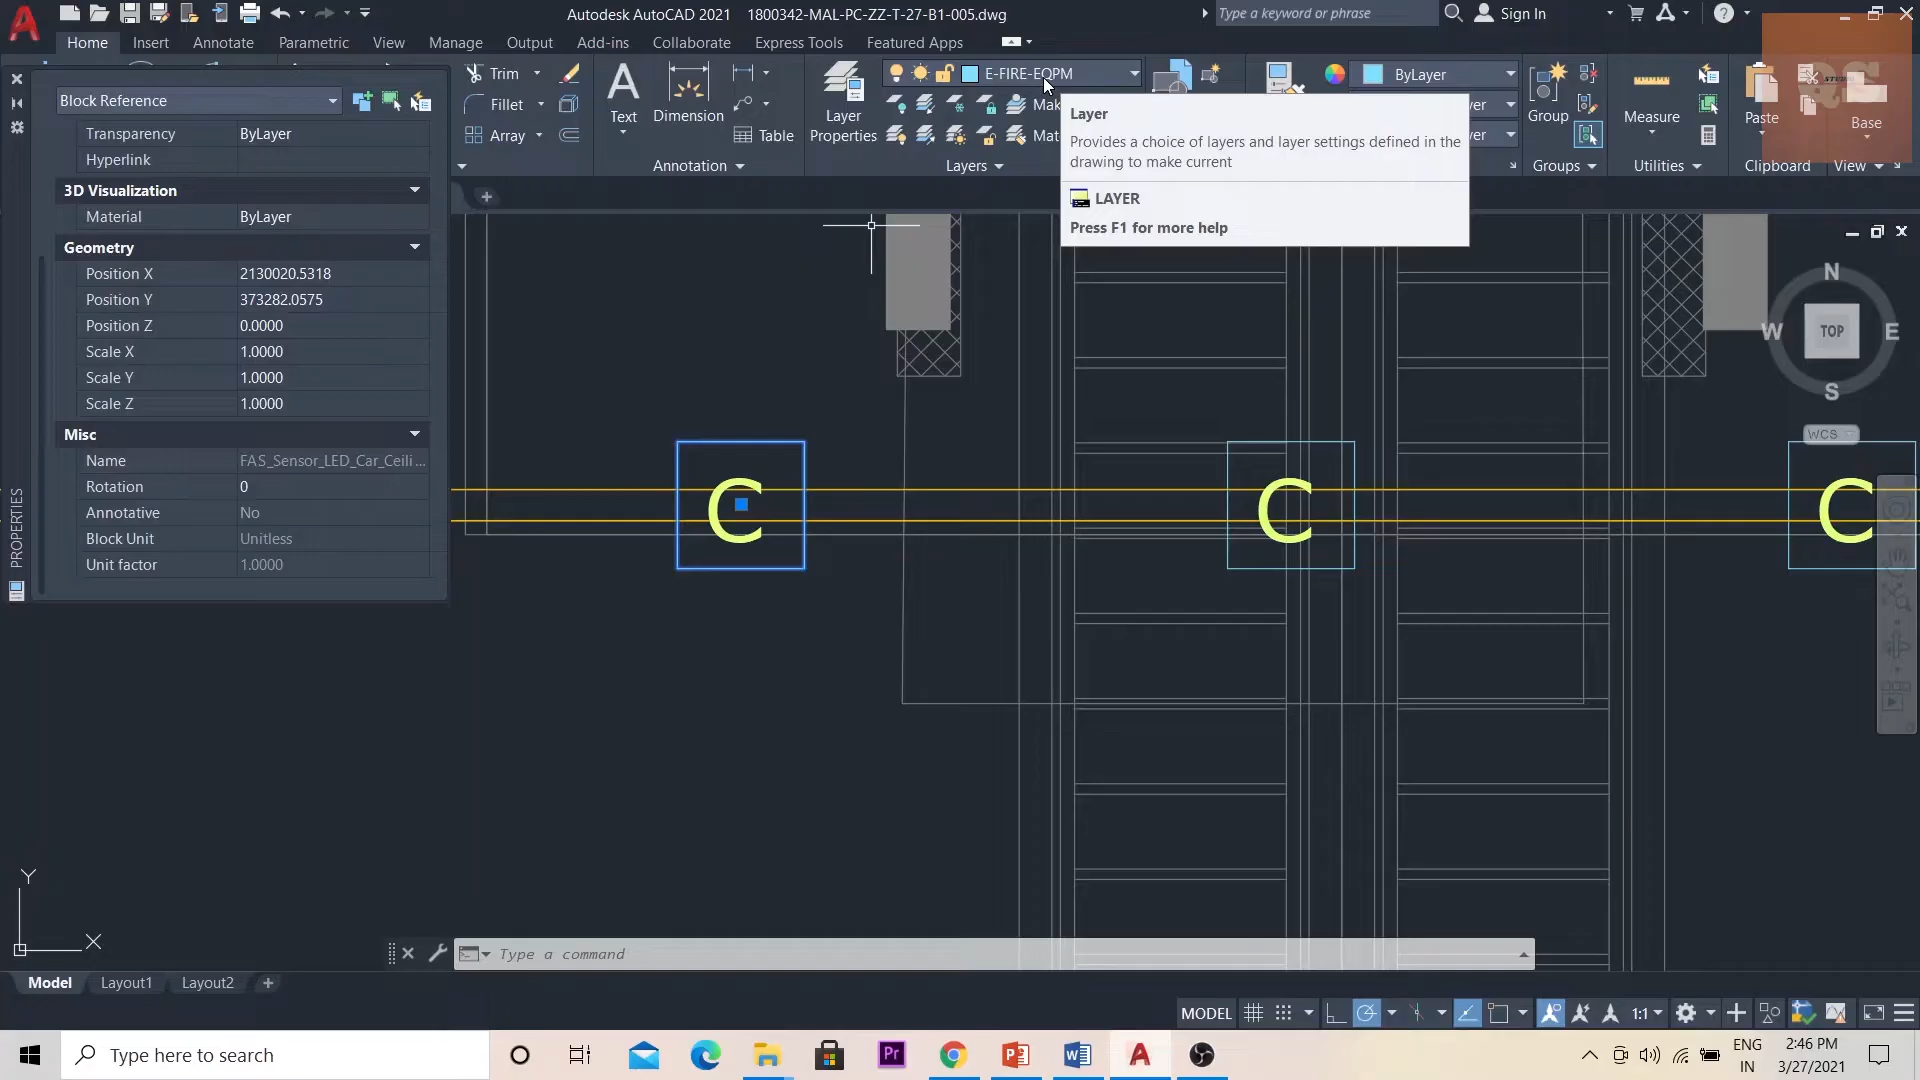 Autodesk AutoCAD 2021 1800342-MAL-PC-ZZ-T-27-B1-005.dwg
Type a keyword or phrase
Sign In
Home Insert Annotate Parametric View Manage Output Add-ins Collaborate Express Tools Featured Apps
Block Reference
Transparency ByLayer
Hyperlink
3D Visualization
Material ByLayer
Geometry
Position X 2130020.5318
Position Y 373282.0575
Position Z 0.0000
Scale X 1.0000
Scale Y 1.0000
Scale Z 1.0000
Misc
Name FAS_Sensor_LED_Car_Ceili...
Rotation 0
Annotative No
Block Unit Unitless
Unit factor 1.0000
PROPERTIES
Trim
Fillet
Array
Text
Dimension
Table
Annotation
Layer
Properties
E-FIRE-EQPM
Mak
Mat
Layers
Layer
Provides a choice of layers and layer settings defined in the
drawing to make current
LAYER
Press F1 for more help
ByLayer
yer
yer
Group
Groups
Measure
Utilities
Paste
Clipboard
Base
View
QS
N
W TOP E
S
WCS
C C C
Y
X
Type a command
Model Layout1 Layout2
MODEL 1:1
Type here to search
Pr
ENG
IN
2:46 PM
3/27/2021